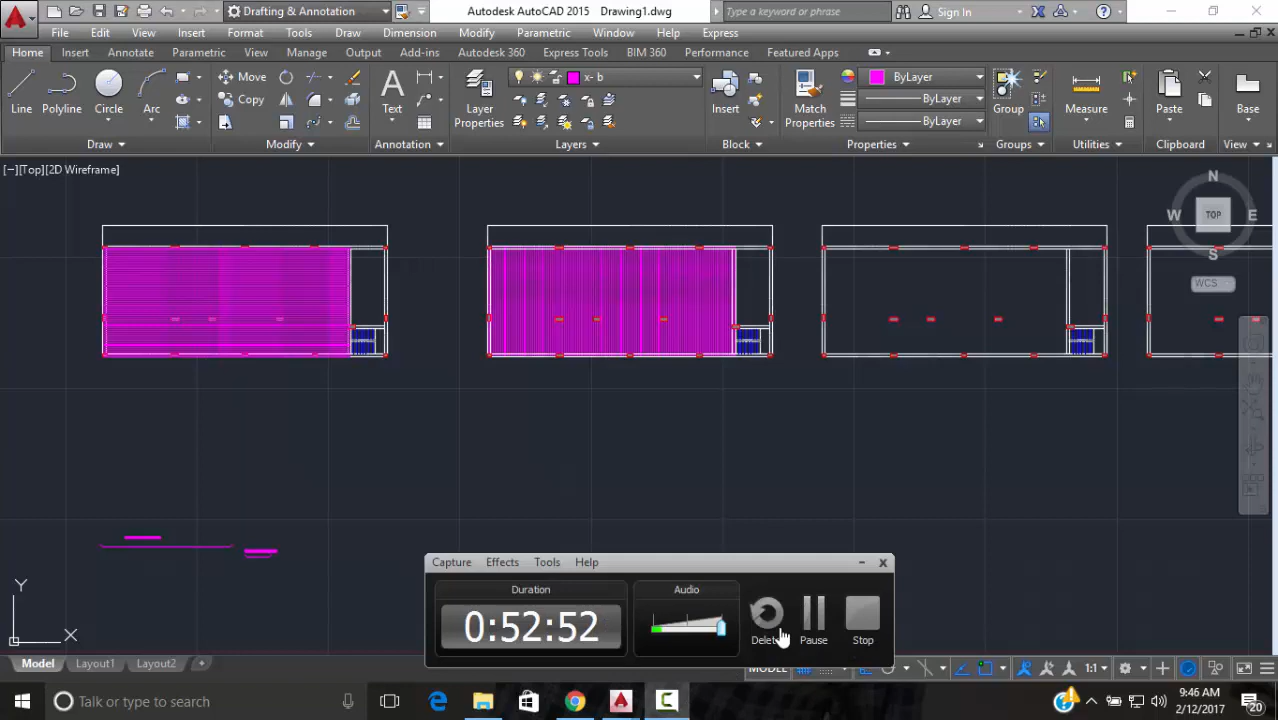 Drafting & Annotation
Autodesk AutoCAD 2015 Drawing1.dwg
Type a keyword or phrase
Sign In
File Edit View Insert Format Tools Draw Dimension Modify Parametric Window Help Express
Home Insert Annotate Parametric View Manage Output Add-ins Autodesk 360 Express Tools BIM 360 Performance Featured Apps
Line Polyline Circle Arc
Move
Copy
Text
Layer Properties
x- b
Insert
Match Properties
ByLayer
ByLayer
ByLayer
Group
Measure
Paste
Base
Draw Modify Annotation Layers Block Properties Groups Utilities Clipboard View
[−][Top][2D Wireframe]
N
W TOP E
S
WCS
Capture Effects Tools Help
Duration Audio
0:52:52
Delet Pause Stop
Y
X
Model Layout1 Layout2 +
MODEL 1:1
Talk or type to search
9:46 AM
2/12/2017
20